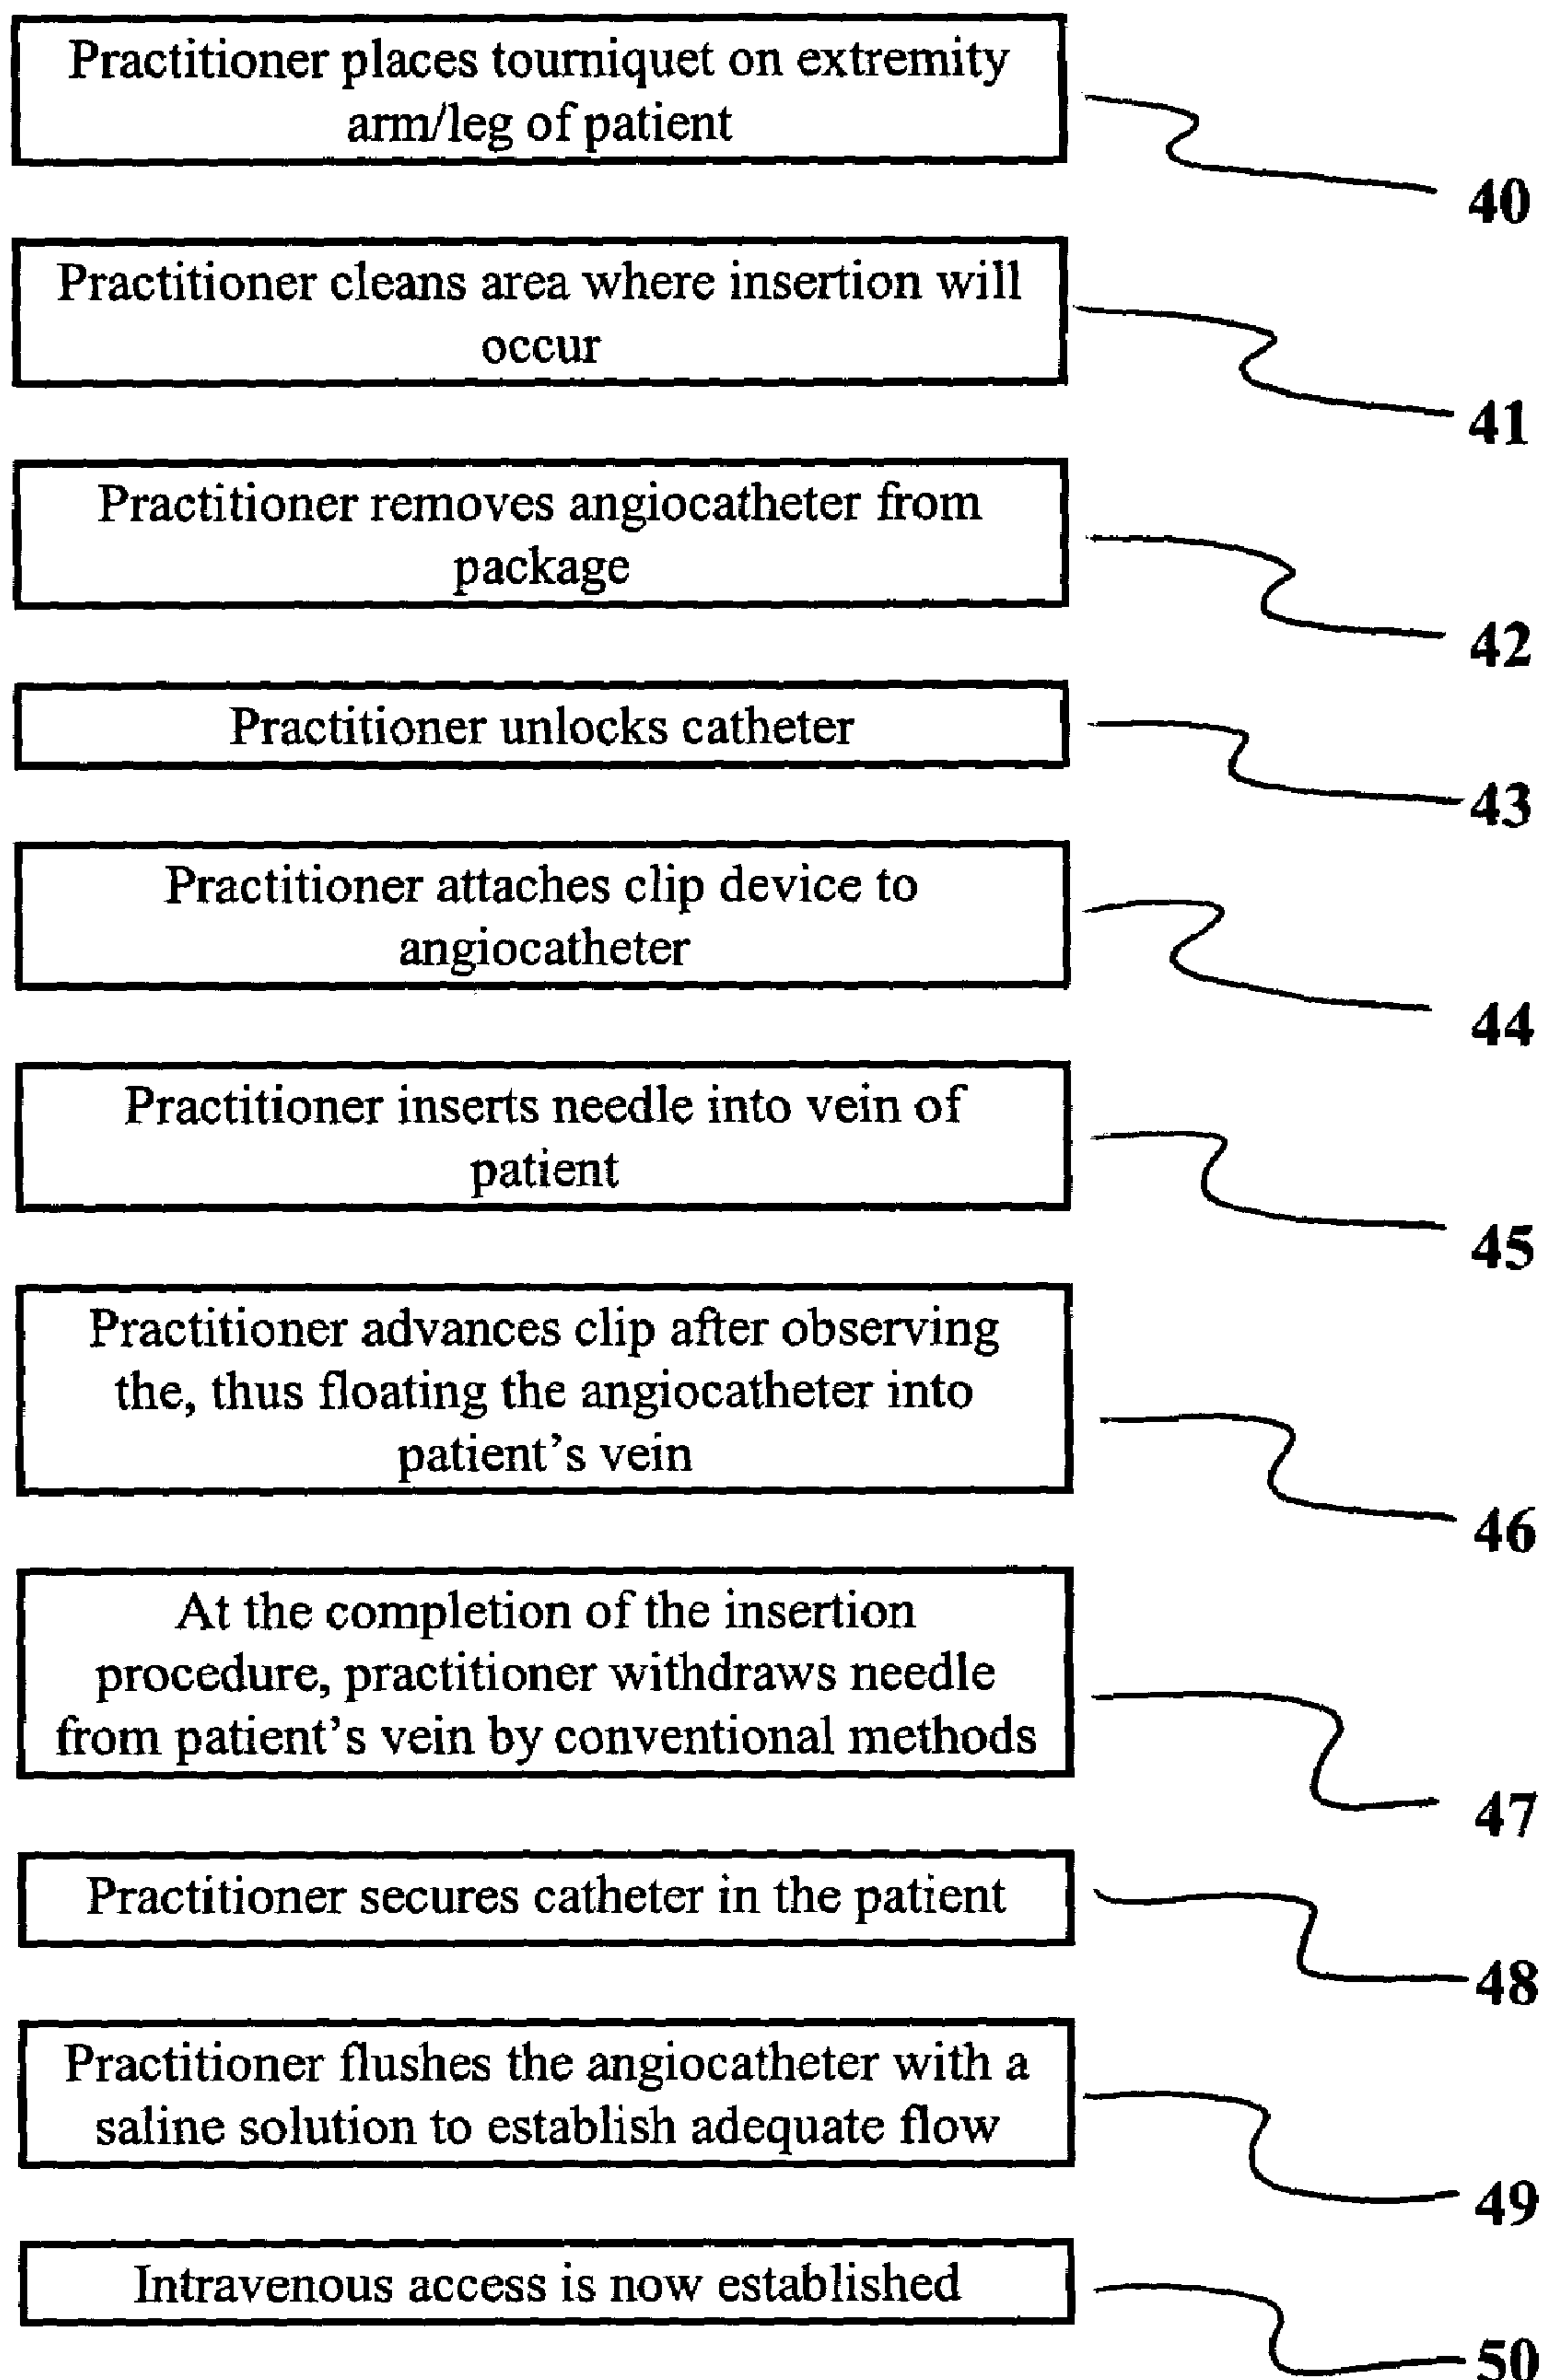 Practitioner places tourniquet on extremity
arm/leg of patient
40
Practitioner cleans area where insertion will
occur
41
Practitioner removes angiocatheter from
package
42
Practitioner unlocks catheter
43
Practitioner attaches clip device to
angiocatheter
44
Practitioner inserts needle into vein of
patient
45
Practitioner advances clip after observing
the, thus floating the angiocatheter into
patient's vein
46
At the completion of the insertion
procedure, practitioner withdraws needle
from patient's vein by conventional methods
47
Practitioner secures catheter in the patient
48
Practitioner flushes the angiocatheter with a
saline solution to establish adequate flow
49
Intravenous access is now established
50